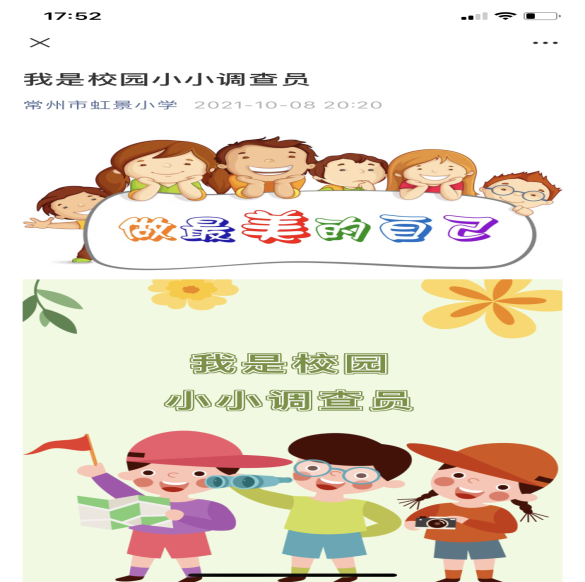 17:52
我是校园小小调查员
常州市虹景小学 2021-10-08 20:20
做最美的自己
我是校园
小小调查员